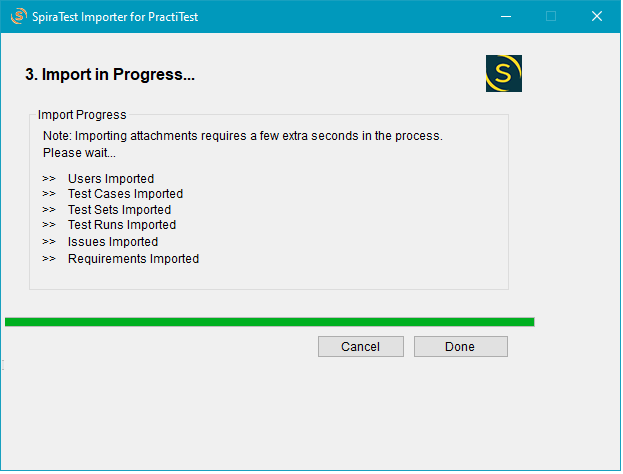 SpiraTest Importer for PractiTest
3. Import in Progress...
Import Progress
Note: Importing attachments requires a few extra seconds in the process.
Please wait...
>> Users Imported
>> Test Cases Imported
>> Test Sets Imported
>> Test Runs Imported
>> Issues Imported
>> Requirements Imported
Cancel Done